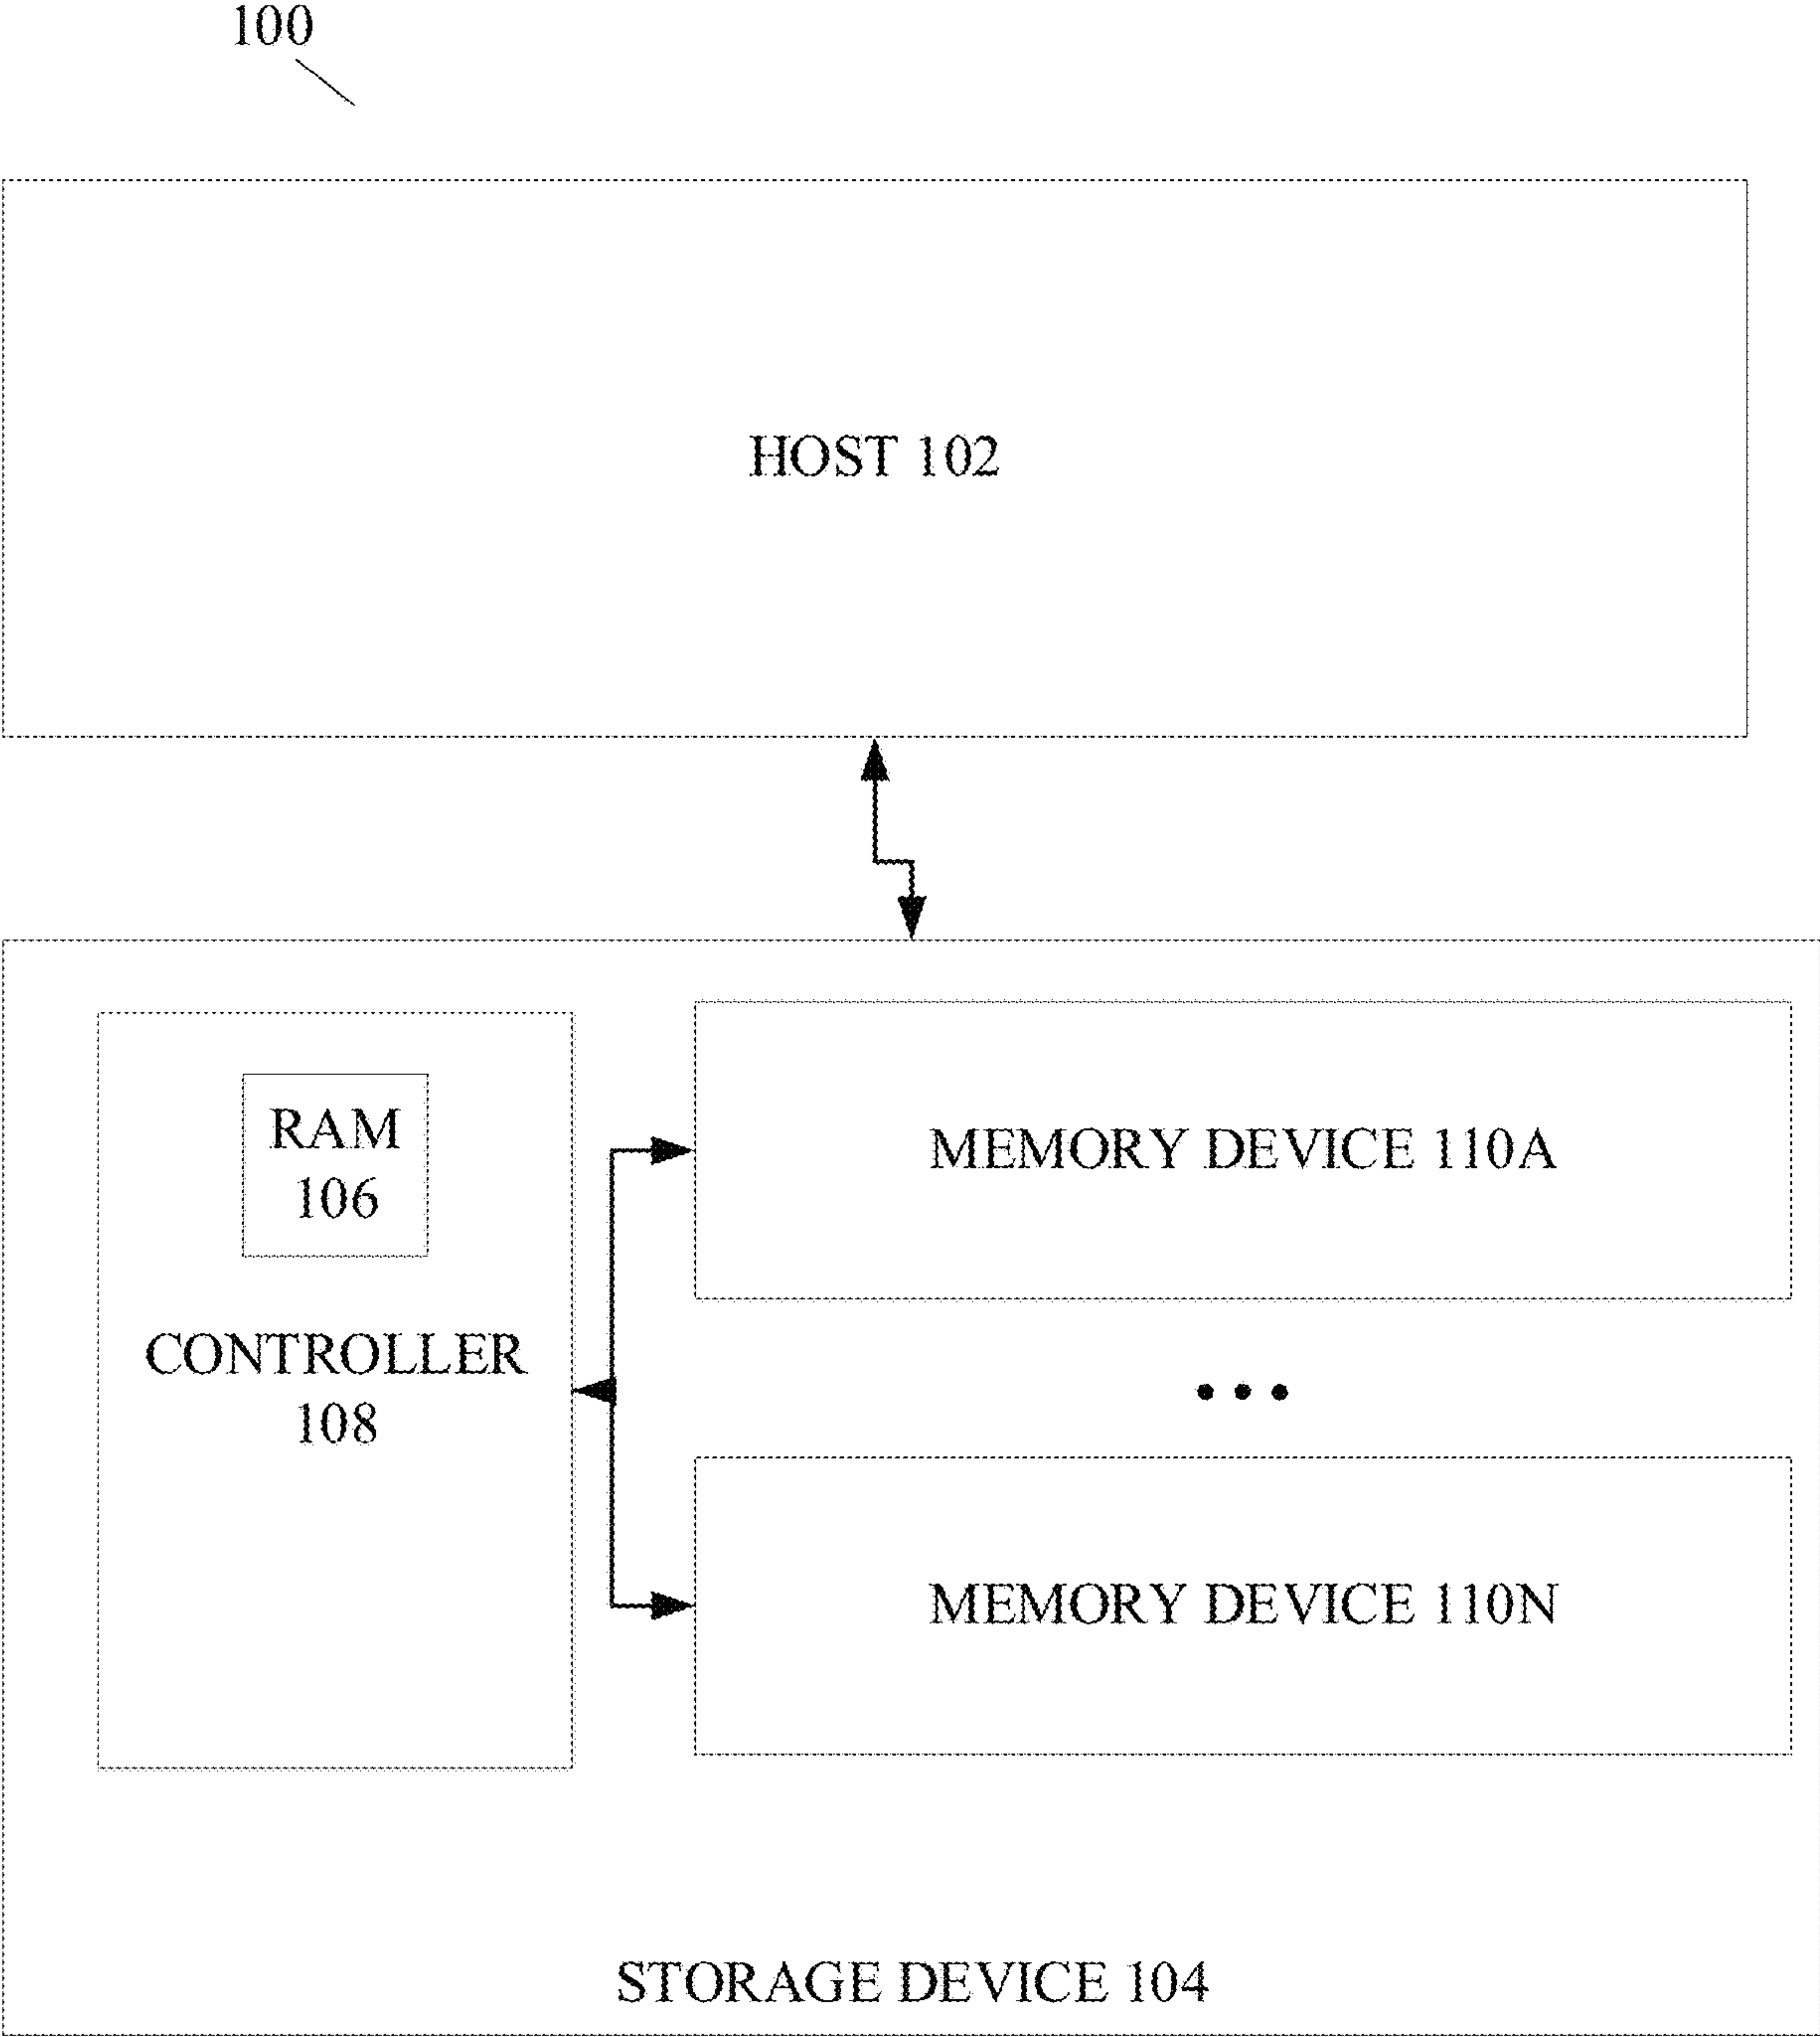 100
HOST 102
RAM
106
CONTROLLER
108
MEMORY DEVICE 110A
MEMORY DEVICE 110N
STORAGE DEVICE 104